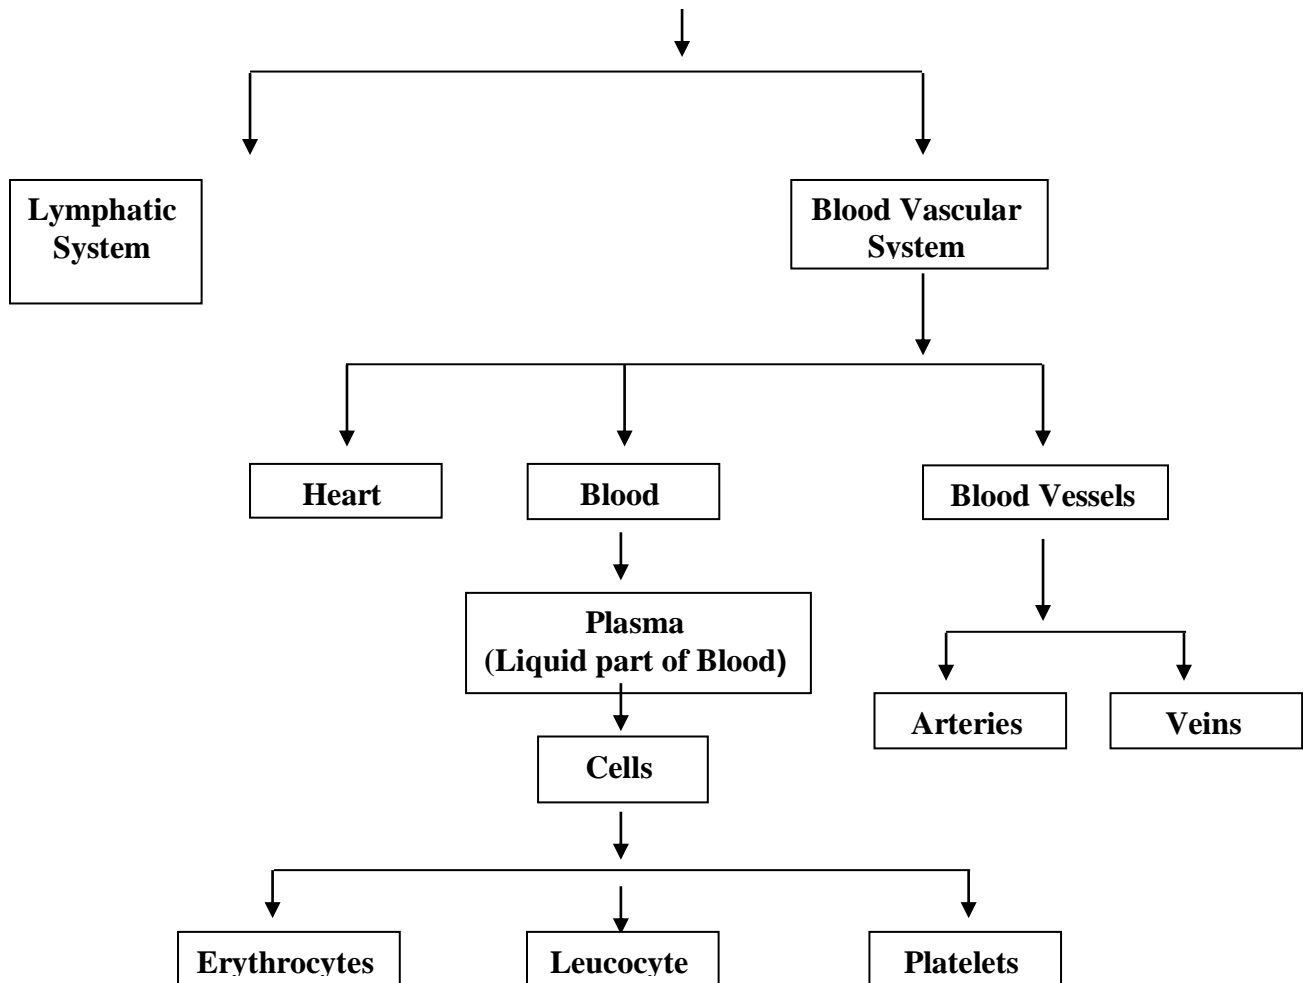 Lymphatic
System
Blood Vascular
System
Heart
Blood
Blood Vessels
Plasma
(Liquid part of Blood)
Arteries
Veins
Cells
Erythrocytes
Leucocyte
Platelets